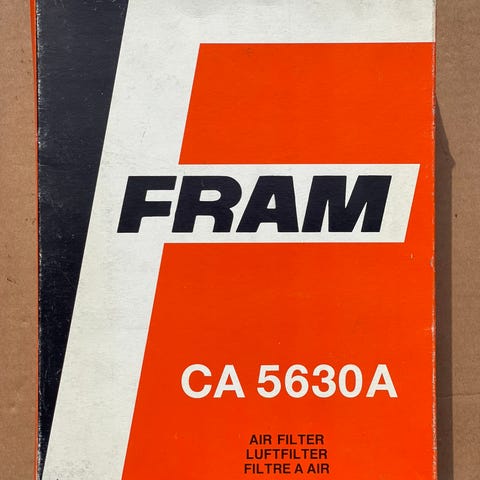 FRAM
CA 5630A
AIR FILTER
LUFTFILTER
FILTRE A AIR